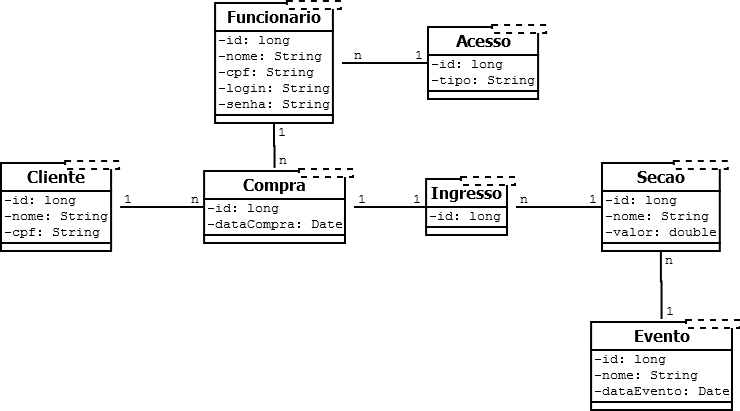 Funcionario
-id: long
-nome: String
-cpf: String
-login: String
-senha: String
n
1
Acesso
-id: long
-tipo: String
1
n
Cliente
-id: long
-nome: String
-cpf: String
1
n
Compra
-id: long
-dataCompra: Date
1
1
Ingresso
-id: long
n
1
Secao
-id: long
-nome: String
-valor: double
n
1
Evento
-id: long
-nome: String
-dataEvento: Date